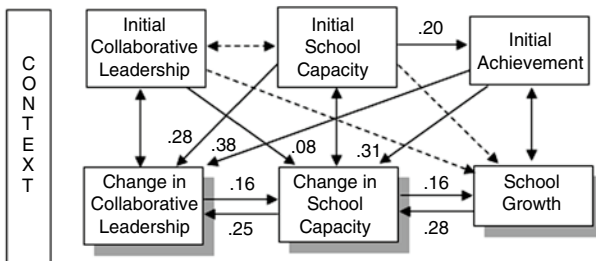 CONTEXT
Initial
Collaborative
Leadership
Initial
School
Capacity
.20
Initial
Achievement
.28
.38
.08
.31
Change in
Collaborative
Leadership
.16
.25
Change in
School
Capacity
.16
.28
School
Growth